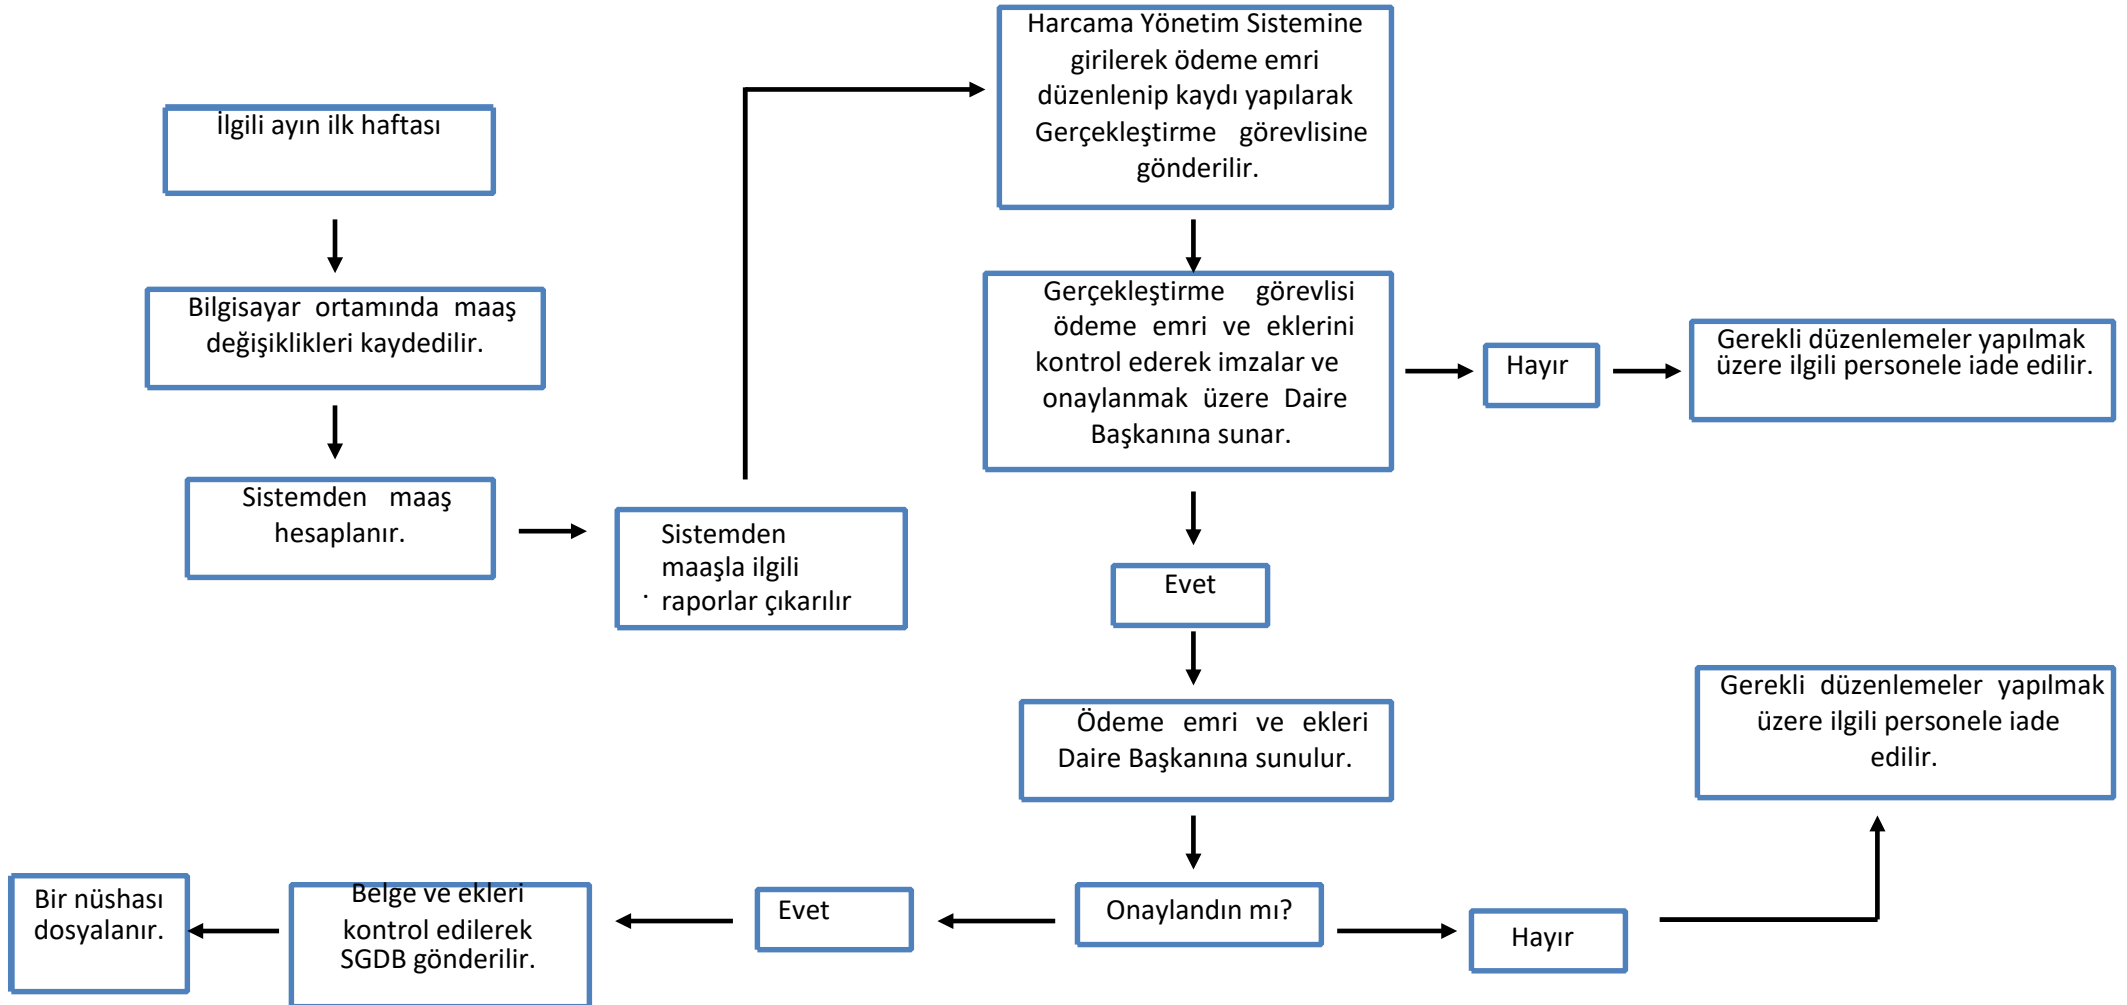 İlgili ayın ilk haftası
Bilgisayar ortamında maaş
değişiklikleri kaydedilir.
Sistemden maaş
hesaplanır.
Sistemden
maaşla ilgili
. raporlar çıkarılır
Harcama Yönetim Sistemine
girilerek ödeme emri
düzenlenip kaydı yapılarak
Gerçekleştirme görevlisine
gönderilir.
Gerçekleştirme görevlisi
ödeme emri ve eklerini
kontrol ederek imzalar ve
onaylanmak üzere Daire
Başkanına sunar.
Hayır
Gerekli düzenlemeler yapılmak
üzere ilgili personele iade edilir.
Evet
Ödeme emri ve ekleri
Daire Başkanına sunulur.
Onaylandın mı?
Hayır
Gerekli düzenlemeler yapılmak
üzere ilgili personele iade
edilir.
Evet
Belge ve ekleri
kontrol edilerek
SGDB gönderilir.
Bir nüshası
dosyalanır.